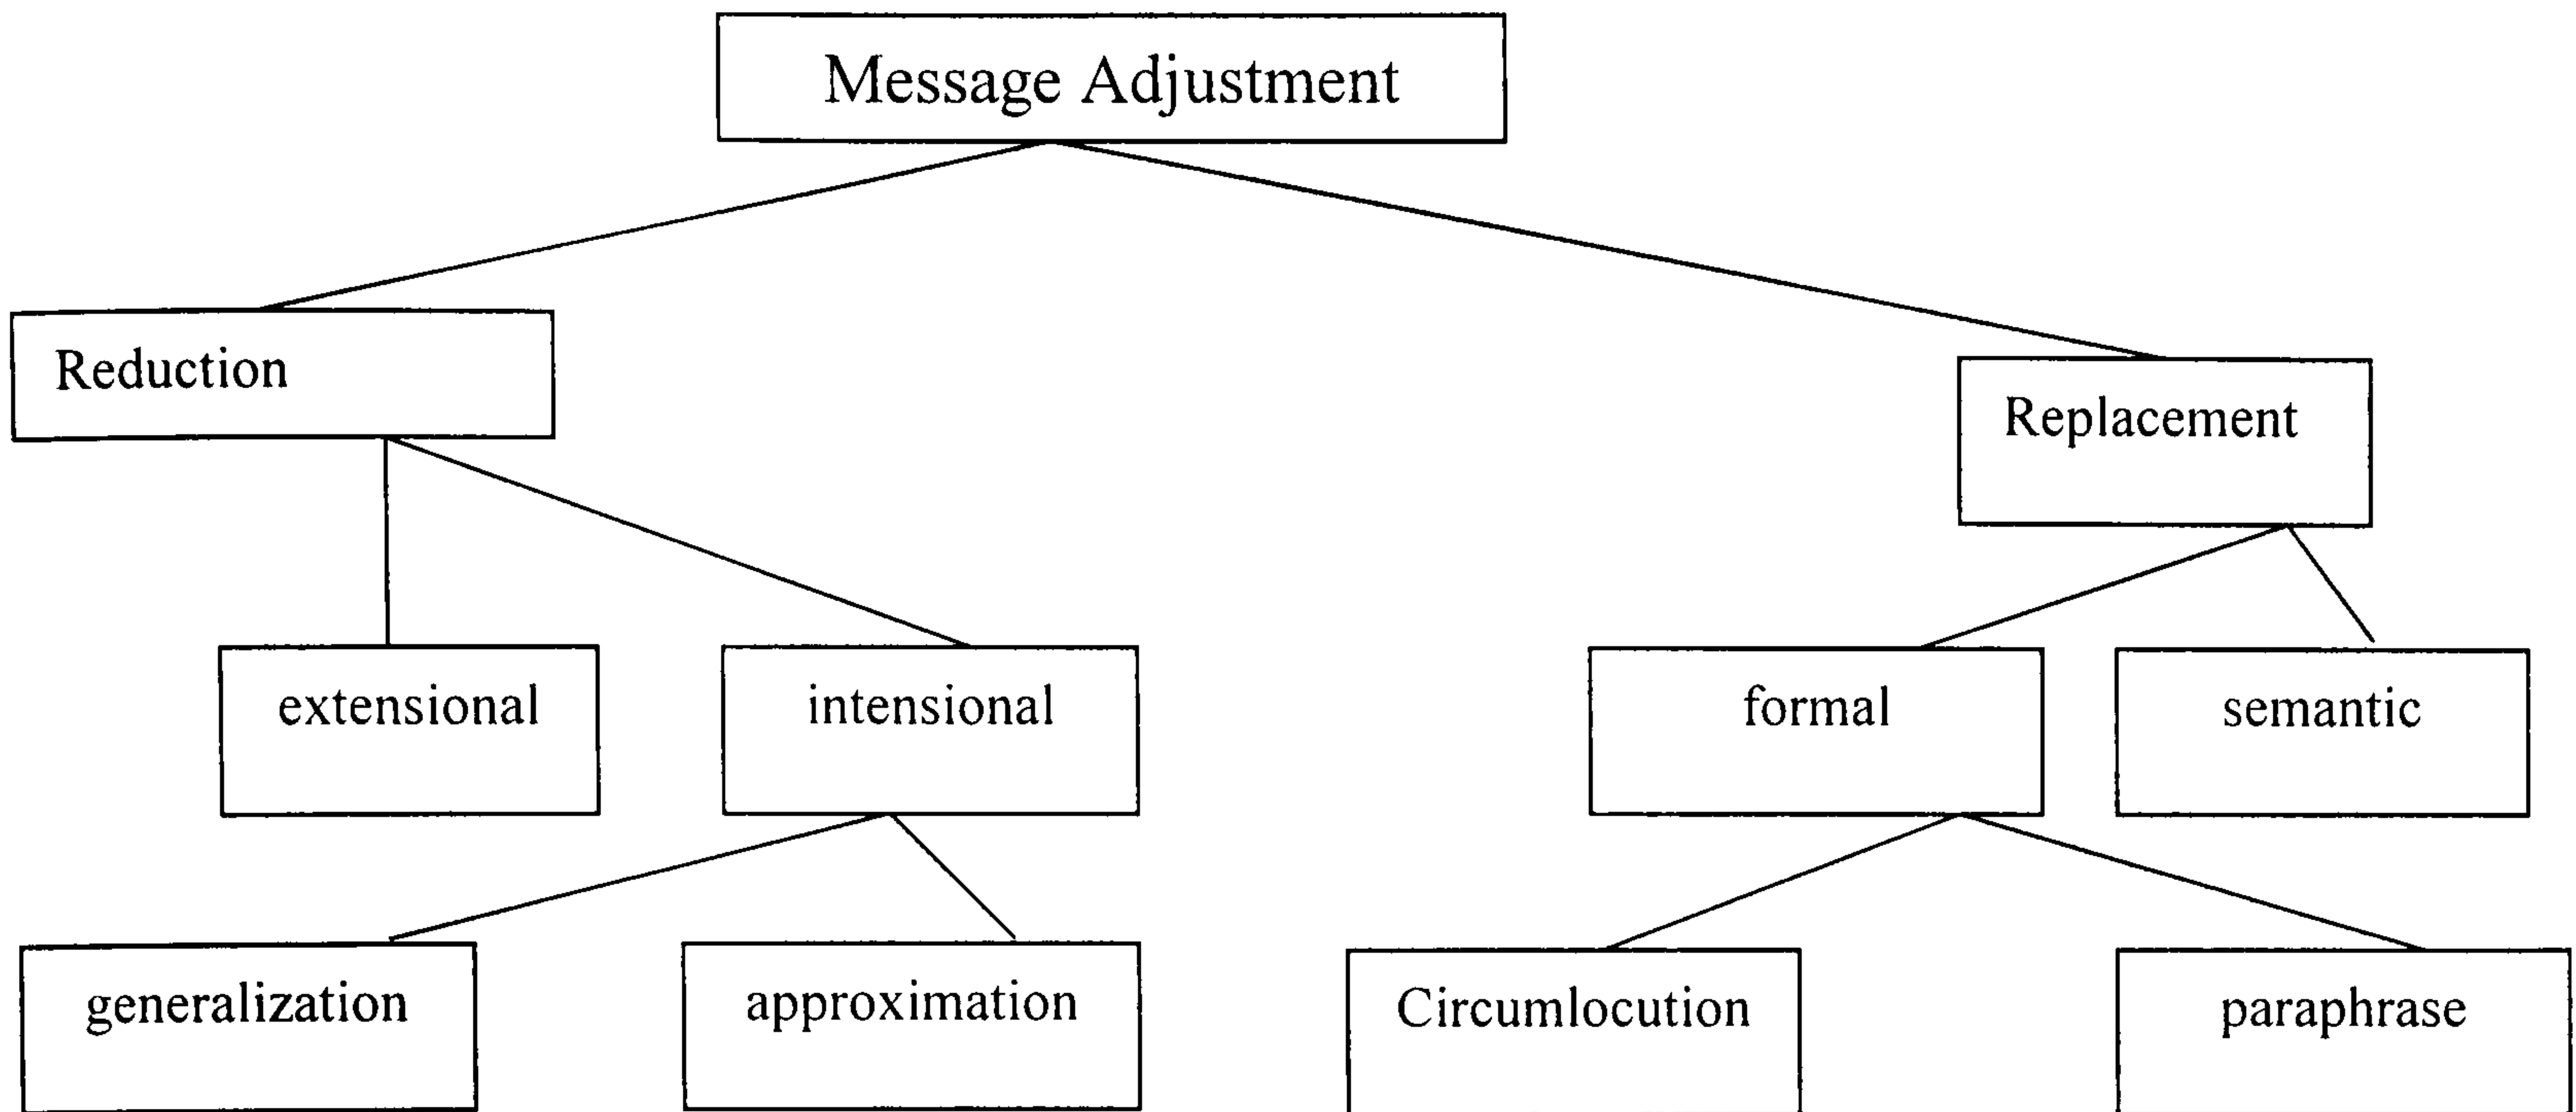 Message Adjustment
Reduction
Replacement
extensional
intensional
formal
semantic
generalization
approximation
Circumlocution
paraphrase